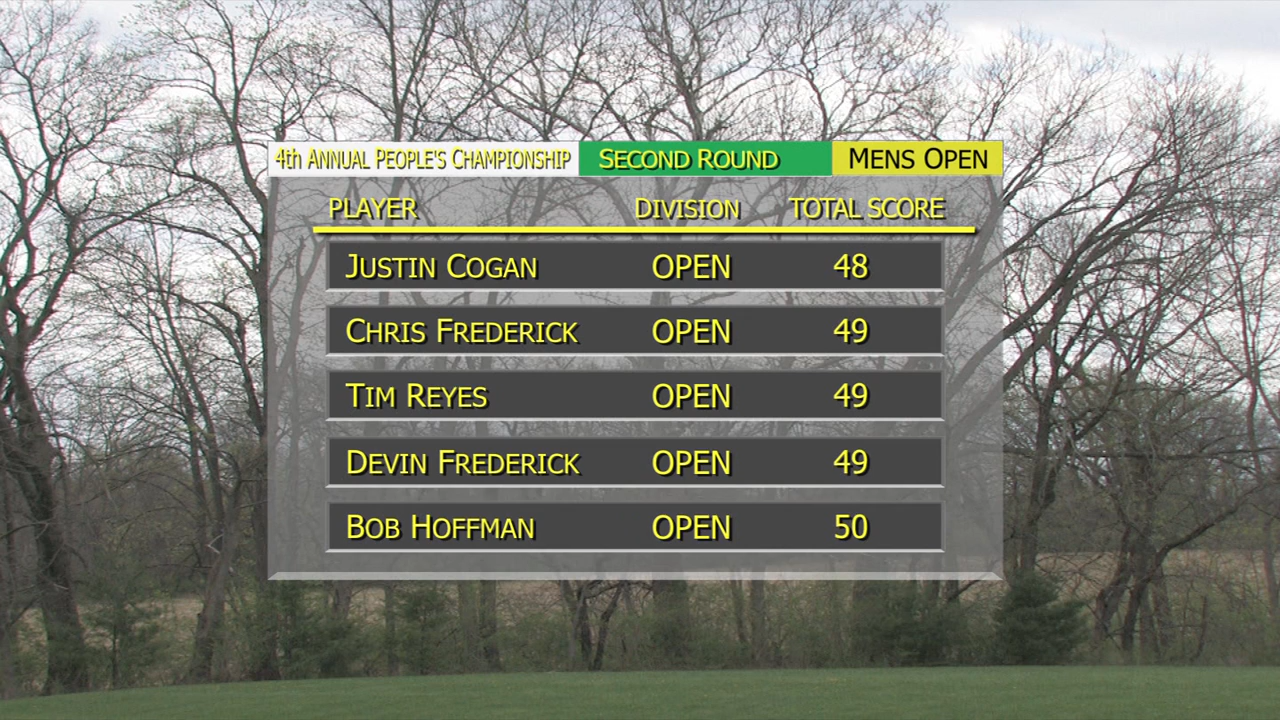 4th ANNUAL PEOPLE'S CHAMPIONSHIP SECOND ROUND MENS OPEN
PLAYER DIVISION TOTAL SCORE
JUSTIN COGAN OPEN 48
CHRIS FREDERICK OPEN 49
TIM REYES OPEN 49
DEVIN FREDERICK OPEN 49
BOB HOFFMAN OPEN 50